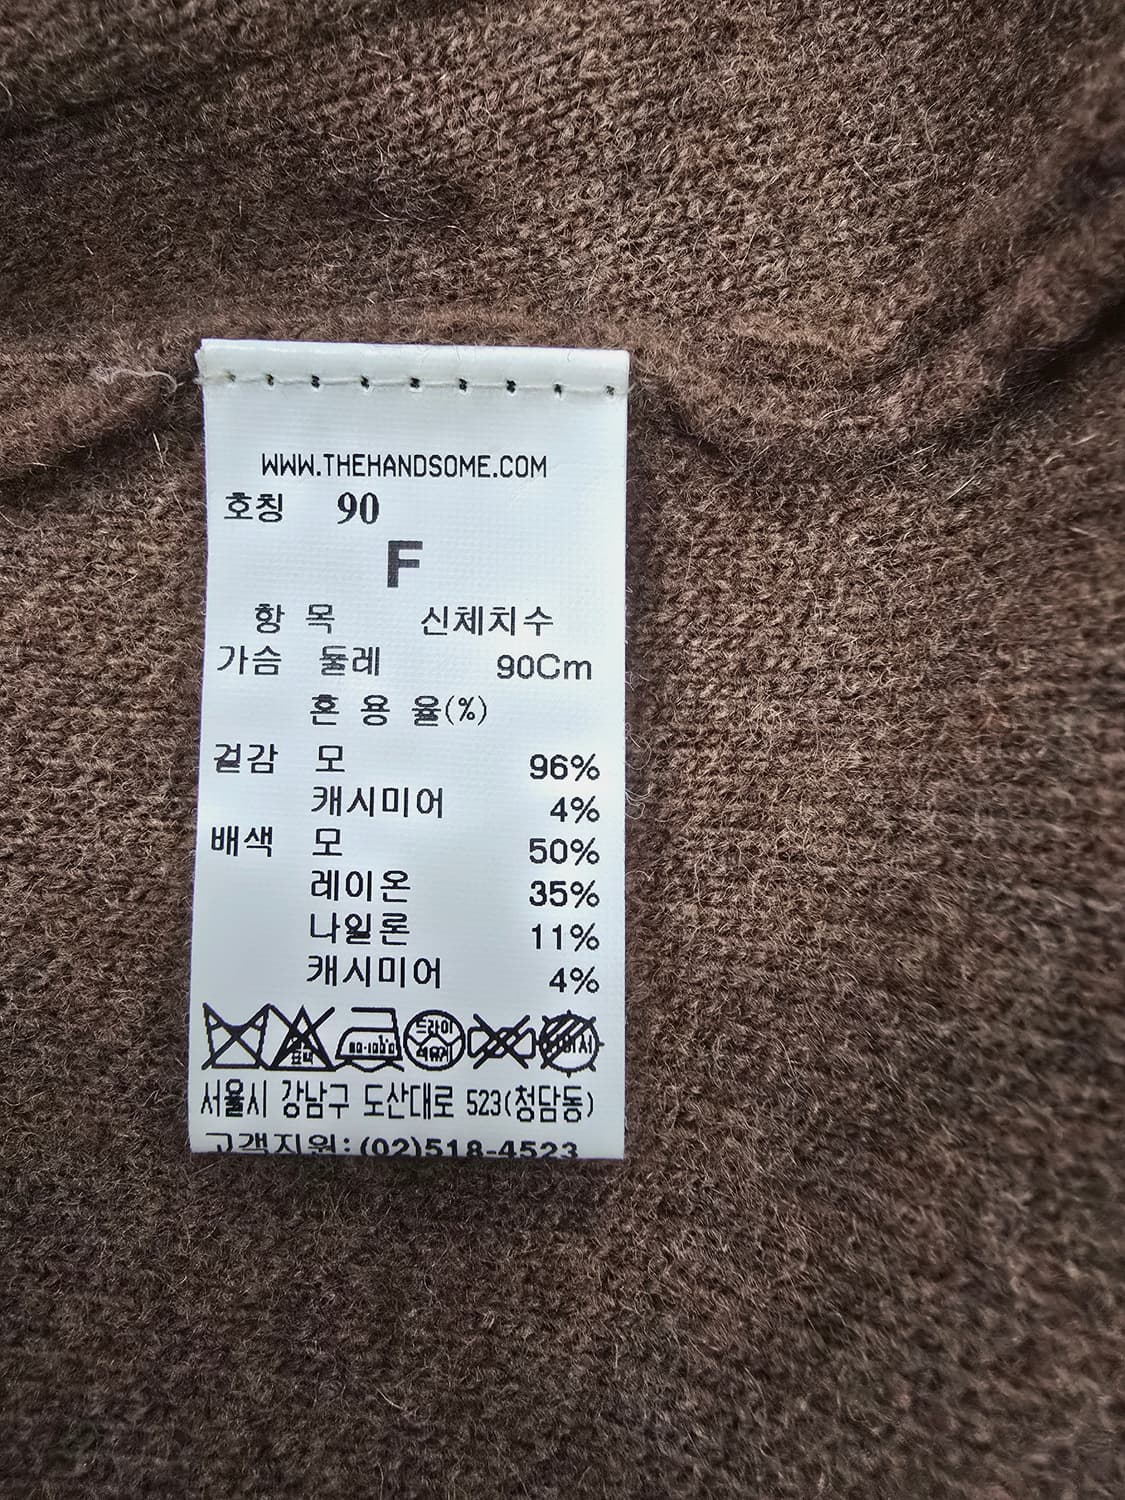 WWW.THEHANDSOME.COM
호칭 90
F
항 목 신체치수
가슴 둘레 90Cm
혼 용 율(%)
겉감 모 96%
캐시미어 4%
배색 모 50%
레이온 35%
나일론 11%
캐시미어 4%
드라이
서울시 강남구 도산대로 523(청담동)
고객지원:(02)518-4523